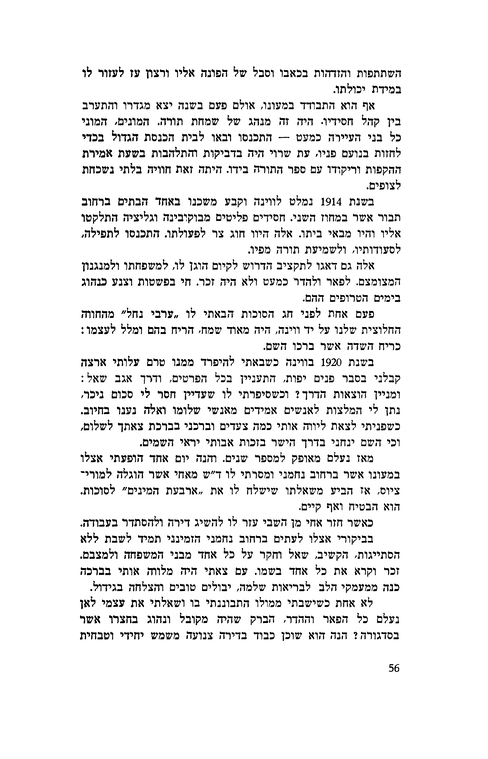 השתתפות והזדהות בכאבו וסבל של הפונה אליו ורצון עז לעזור לו
במידת יכולתו.
אף הוא התבודד במעונו, אולם פעם בשנה יצא מגדרו והתערב
בין קהל חסידיו. היה זה מנהג של שמחת תורה. המונים, המוני
כל בני העיירה כמעט — התכנסו ובאו לבית הכנסת הגדול בכדי
לחזות בנועם פניו, עת שרוי היה בדביקות והתלהבות בשעת אמירת
ההקפות וריקודו עם ספר התורה בידו. היתה זאת חוויה בלתי נשכחת
לצופים.
בשנת 1914 נמלט לווינה וקבע משכנו באחד הבתים ברחוב
תבור אשר במחוז השני. חסידים פליטים מבוקובינה וגליציה התלקטו
אליו והיו מבאי ביתו. אלה היוו חוג צר לפעולתו. התכנסו לתפילה,
לסעודותיו, ולשמיעת תורה מפיו.
אלה גם דאגו לתקציב הדרוש לקיום הוגן לו, למשפחתו ולמנגנון
המצומצם. לפאר ולהדר כמעט ולא היה זכר. חי בפשטות וצנע כנהוג
בימים הטרופים ההם.
פעם אחת לפני חג הסוכות הבאתי לו „ערבי נחל” מהחווה
החלוצית שלנו על יד ווינה, היה מאוד שמח, הריח בהם ומלל לעצמו:
כריח השדה אשר ברכו השם.
בשנת 1920 בווינה כשבאתי להיפרד ממנו טרם עלותי ארצה
קבלני בסבר פנים יפות, התעניין בכל הפרטים, ודרך אגב שאל:
ומניין הוצאות הדרך? וכשסיפרתי לו שעדיין חסר לי סכום ניכר,
נתן לי המלצות לאנשים אמידים מאנשי שלומו ואלה נענו בחיוב.
כשפניתי לצאת ליווה אותי כמה צעדים וברכני בברכת צאתך לשלום,
וכי השם ינחני בדרך הישר בזכות אבותי יראי השמים.
מאז נעלם מאופק למספר שנים. והנה יום אחד הופעתי אצלו
במעונו אשר ברחוב נחמני ומסרתי לו ד״ש מאחי אשר הוגלה למורי־
ציוס, אז הביע משאלתו שישלח לו את „ארבעת המינים” לסוכות.
הוא הבטיח ואף קיים.
כאשר חזר אחי מן השבי עזר לו להשיג דירה ולהסתדר בעבודה.
בביקורי אצלו לעתים ברחוב נחמני הזמינני תמיד לשבת ללא
הסתייגות, הקשיב, שאל וחקר על כל אחד מבני המשפחה ולמצבם.
זכר וקרא את כל אחד בשמו. עם צאתי היה מלווה אותי בברכה
כנה ממעמקי הלב לבריאות שלמה, יבולים טובים והצלחה בגידול.
לא אחת כשישבתי ממולו התבוננתי בו ושאלתי את עצמי לאן
נעלם כל הפאר וההדר, הברק שהיה מקובל ונהוג בחצרו אשר
בסדגורה? הנה הוא שוכן כבוד בדירה צנועה משמש יחידי וטבחית
56